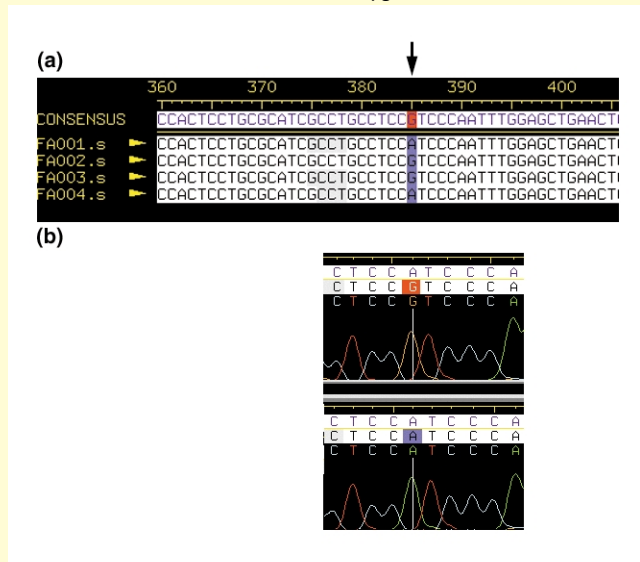 (a)
360 370 380 390 400
CONSENSUS CCACTCCTGCGCATCGCCTGCCTCCGTCCCAATTTGGAGCTGAACT
FA001.s CCACTCCTGCGCATCGCCTGCCTCCATCCCAATTTGGAGCTGAACT
FA002.s CCACTCCTGCGCATCGCCTGCCTCCGTCCCAATTTGGAGCTGAACT
FA003.s CCACTCCTGCGCATCGCCTGCCTCCGTCCCAATTTGGAGCTGAACT
FA004.s CCACTCCTGCGCATCGCCTGCCTCCATCCCAATTTGGAGCTGAACT
(b)
C T C C A T C C C A
C T C C G T C C C A
C T C C G T C C C A
C T C C A T C C C A
C T C C A T C C C A
C T C C A T C C C A